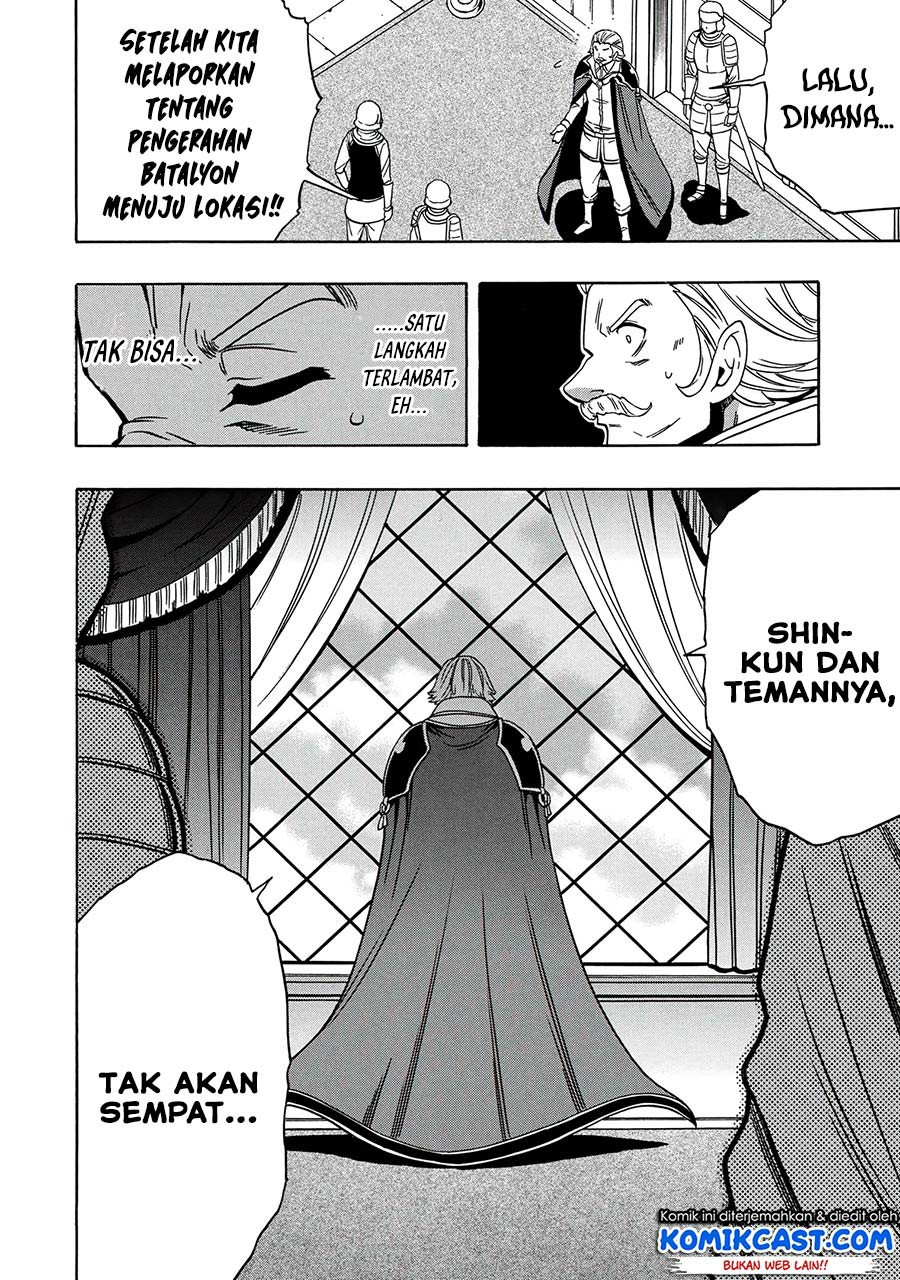 LALU,
DIMANA...
SETELAH KITA
MELAPORKAN
TENTANG
PENGERAHAN
BATALYON
MENUJU LOKASI!!
.....SATU
LANGKAH
TERLAMBAT,
EH...
TAK BISA...
SHIN-
KUN DAN
TEMANNYA,
TAK AKAN
SEMPAT...
Komik ini diterjemahkan & diedit oleh
KOMIKCAST.COM
BUKAN WEB LAIN!!